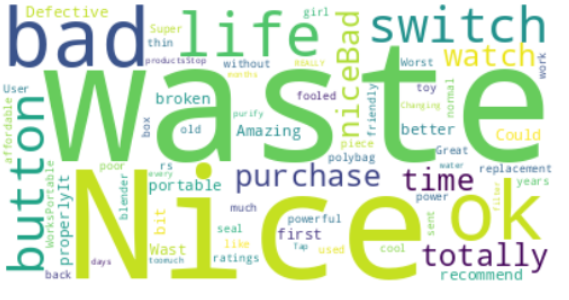 Defective
bad
life
switch
Super
girl
thin
productsStop
without
REALLY
months
niceBad
watch
Worst
work
User
affordable
button
Waste
broken
fooled
toy
friendly
normal
Changing
box
old
Amazing
purify
piece
better
Could
polybag
Great
water
replacement
WorksPortable
properlyIt
poor
blender
every
rs
portable
purchase
time
filter
years
Nice
ok
bit
much
powerful
power
sent
Wast
seal
first
totally
like
Tap
used
cool
back
days
toomuch
ratings
recommend